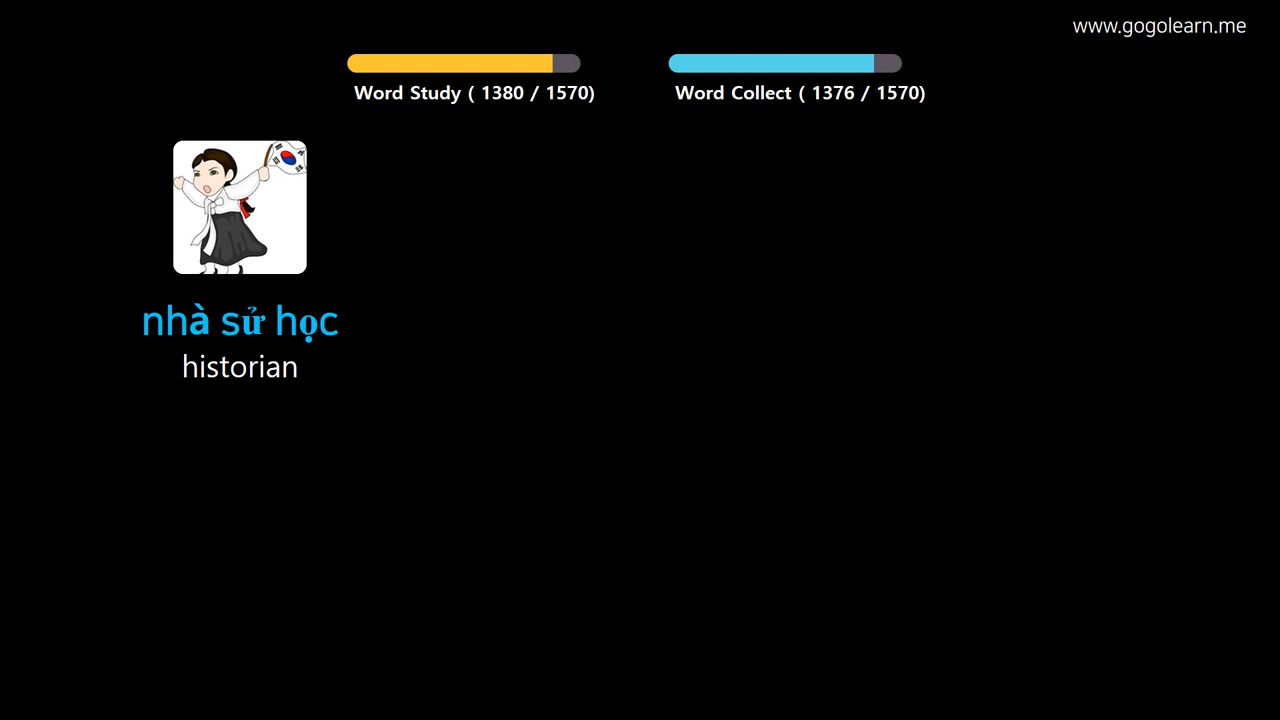 www.gogolearn.me
Word Study ( 1380 / 1570)
Word Collect ( 1376 / 1570)
nhà sử học
historian